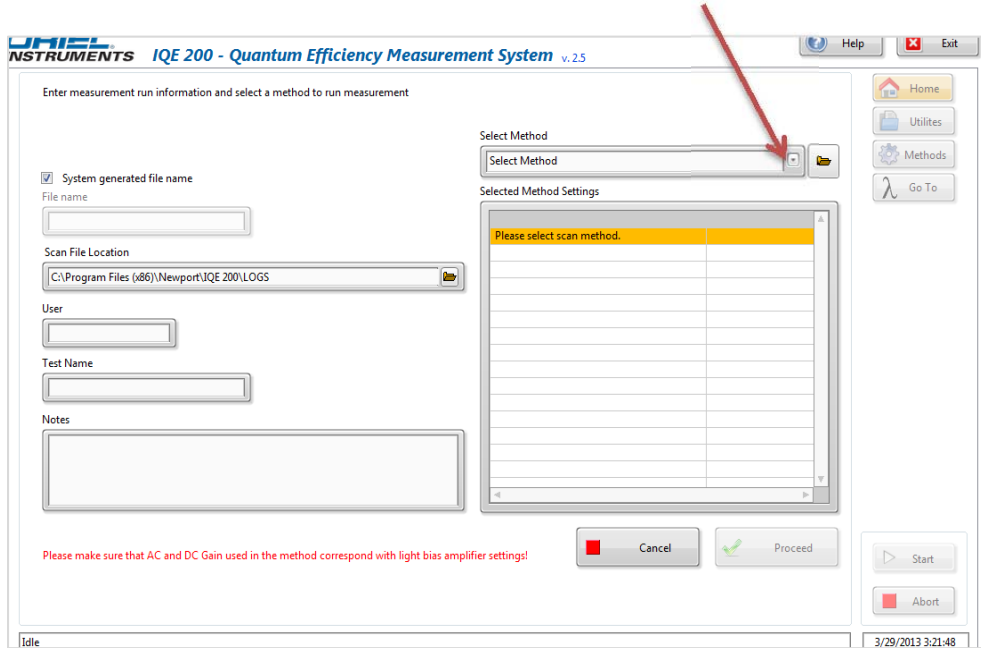 ORIEL
INSTRUMENTS IQE 200 - Quantum Efficiency Measurement System v. 2.5
Help
Exit
Enter measurement run information and select a method to run measurement
Home
Utilites
Methods
λ Go To
Select Method
Select Method
System generated file name
File name
Selected Method Settings
Please select scan method.
Scan File Location
C:\Program Files (x86)\Newport\IQE 200\LOGS
User
Test Name
Notes
Please make sure that AC and DC Gain used in the method correspond with light bias amplifier settings!
Cancel
Proceed
Start
Abort
Idle
3/29/2013 3:21:48